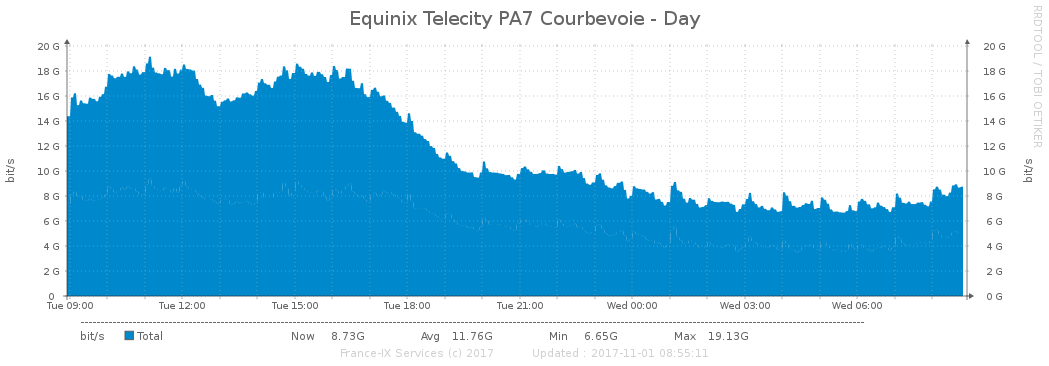 Equinix Telecity PA7 Courbevoie - Day
RRDTOOL / TOBI OETIKER
bit/s
bit/s
20 G 20 G
18 G 18 G
16 G 16 G
14 G 14 G
12 G 12 G
10 G 10 G
8 G 8 G
6 G 6 G
4 G 4 G
2 G 2 G
0 0 G
Tue 09:00 Tue 12:00 Tue 15:00 Tue 18:00 Tue 21:00 Wed 00:00 Wed 03:00 Wed 06:00
bit/s Total Now 8.73G Avg 11.76G Min 6.65G Max 19.13G
France-IX Services (c) 2017 Updated : 2017-11-01 08:55:11